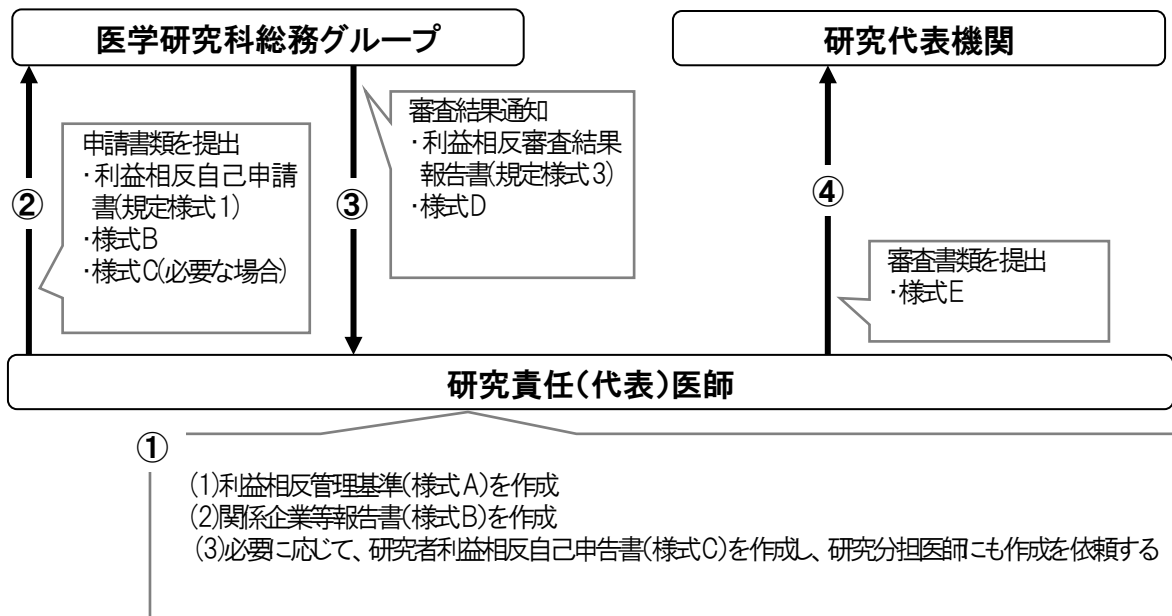 医学研究科総務グループ
研究代表機関
②
申請書類を提出
・利益相反自己申請
書(規定様式1)
・様式B
・様式C(必要な場合)
③
審査結果通知
・利益相反審査結果
報告書(規定様式3)
・様式D
④
審査書類を提出
・様式E
研究責任(代表)医師
①
(1)利益相反管理基準(様式A)を作成
(2)関係企業等報告書(様式B)を作成
(3)必要に応じて、研究者利益相反自己申告書(様式C)を作成し、研究分担医師にも作成を依頼する